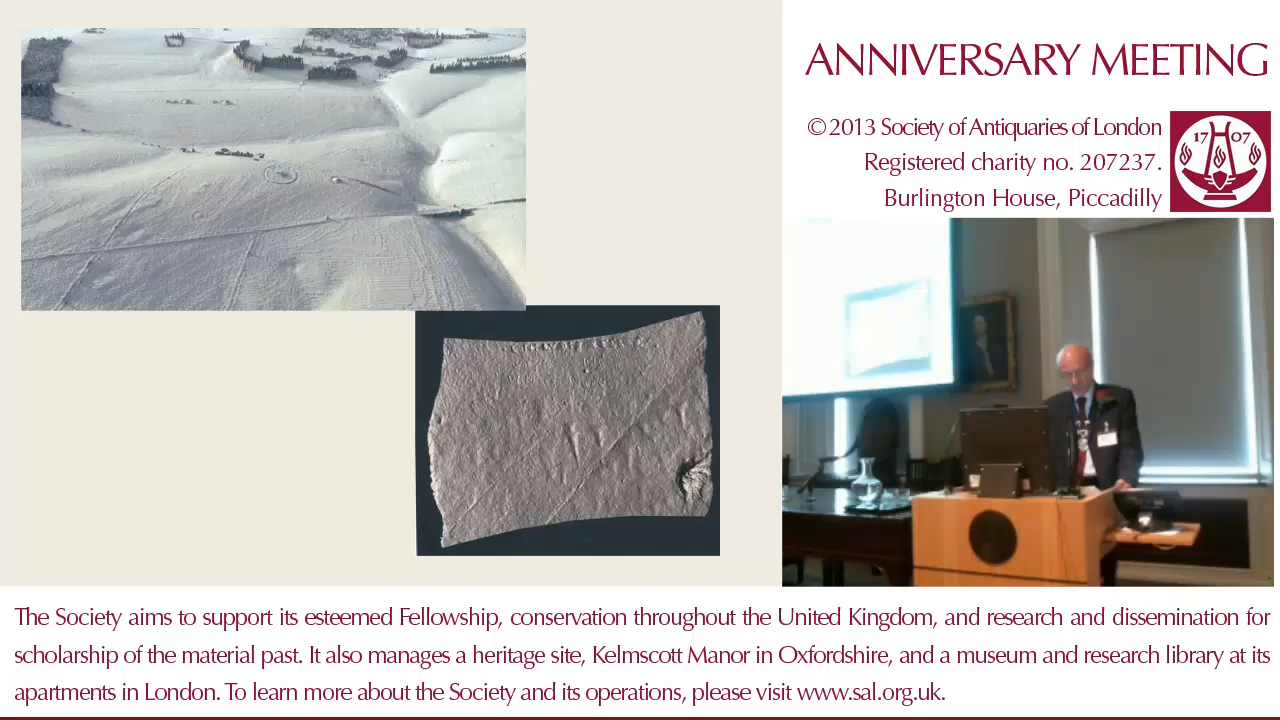 ANNIVERSARY MEETING
© 2013 Society of Antiquaries of London
Registered charity no. 207237.
Burlington House, Piccadilly
17 07
The Society aims to support its esteemed Fellowship, conservation throughout the United Kingdom, and research and dissemination for
scholarship of the material past. It also manages a heritage site, Kelmscott Manor in Oxfordshire, and a museum and research library at its
apartments in London. To learn more about the Society and its operations, please visit www.sal.org.uk.